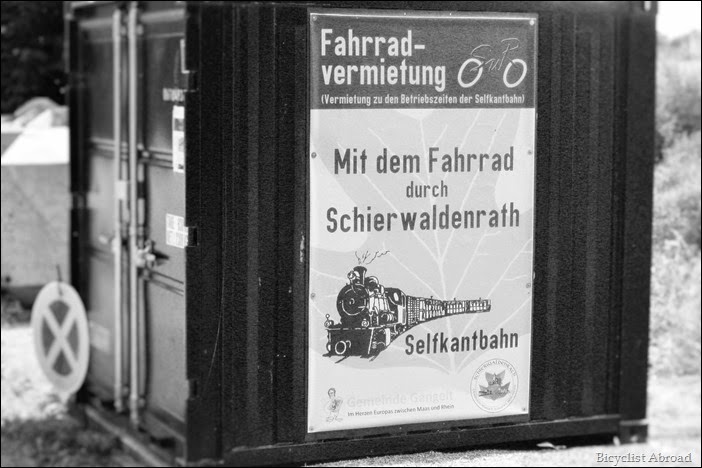 Fahrrad-
vermietung
(Vermietung zu den Betriebszeiten der Selfkantbahn)
Mit dem Fahrrad
durch
Schierwaldenrath
Selfkantbahn
Gemeinde Gangelt
Im Herzen Europas zwischen Maas und Rhein
Bicyclist Abroad